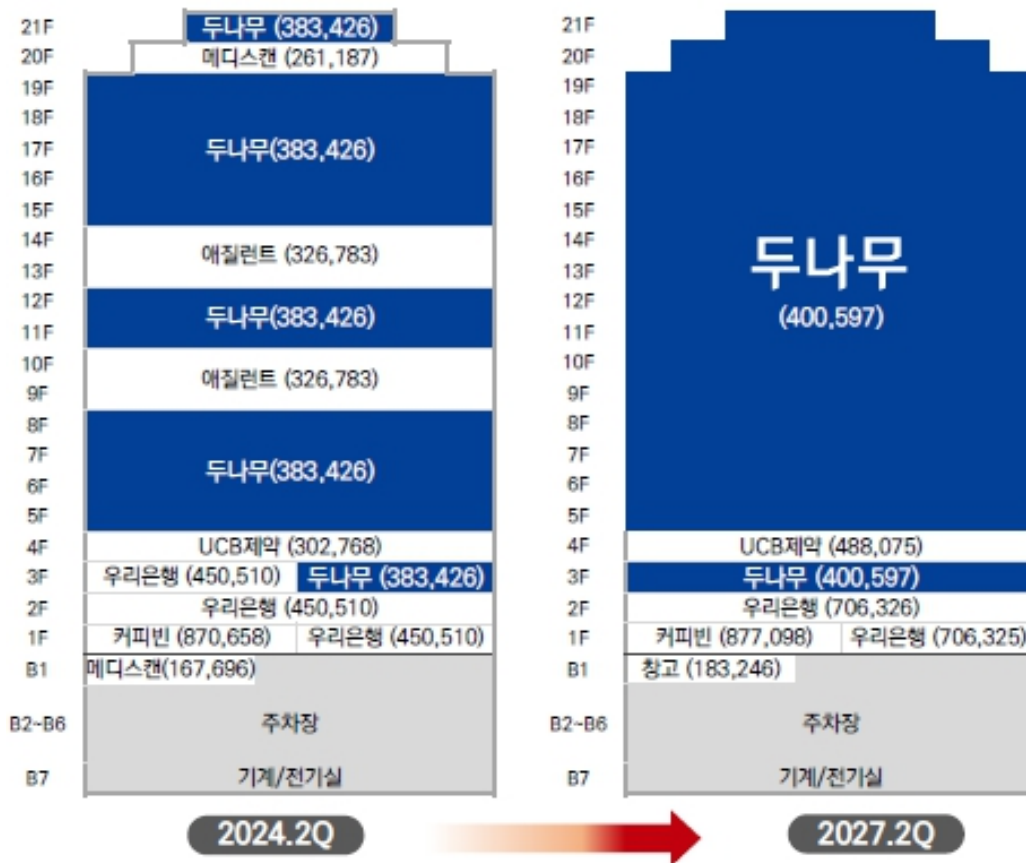 21F 두나무 (383,426)
20F 메디스캔 (261,187)
19F
18F
17F 두나무(383,426)
16F
15F
14F 애질런트 (326,783)
13F
12F 두나무(383,426)
11F
10F 애질런트 (326,783)
9F
8F
7F 두나무(383,426)
6F
5F
4F UCB제약 (302,768)
3F 우리은행 (450,510) 두나무 (383,426)
2F 우리은행 (450,510)
1F 커피빈 (870,658) 우리은행 (450,510)
B1 메디스캔(167,696)
B2~B6 주차장
B7 기계/전기실
2024.2Q
21F
20F
19F
18F
17F
16F
15F
14F 두나무
13F
12F (400,597)
11F
10F
9F
8F
7F
6F
5F
4F UCB제약 (488,075)
3F 두나무 (400,597)
2F 우리은행 (706,326)
1F 커피빈 (877,098) 우리은행 (706,325)
B1 창고 (183,246)
B2~B6 주차장
B7 기계/전기실
2027.2Q